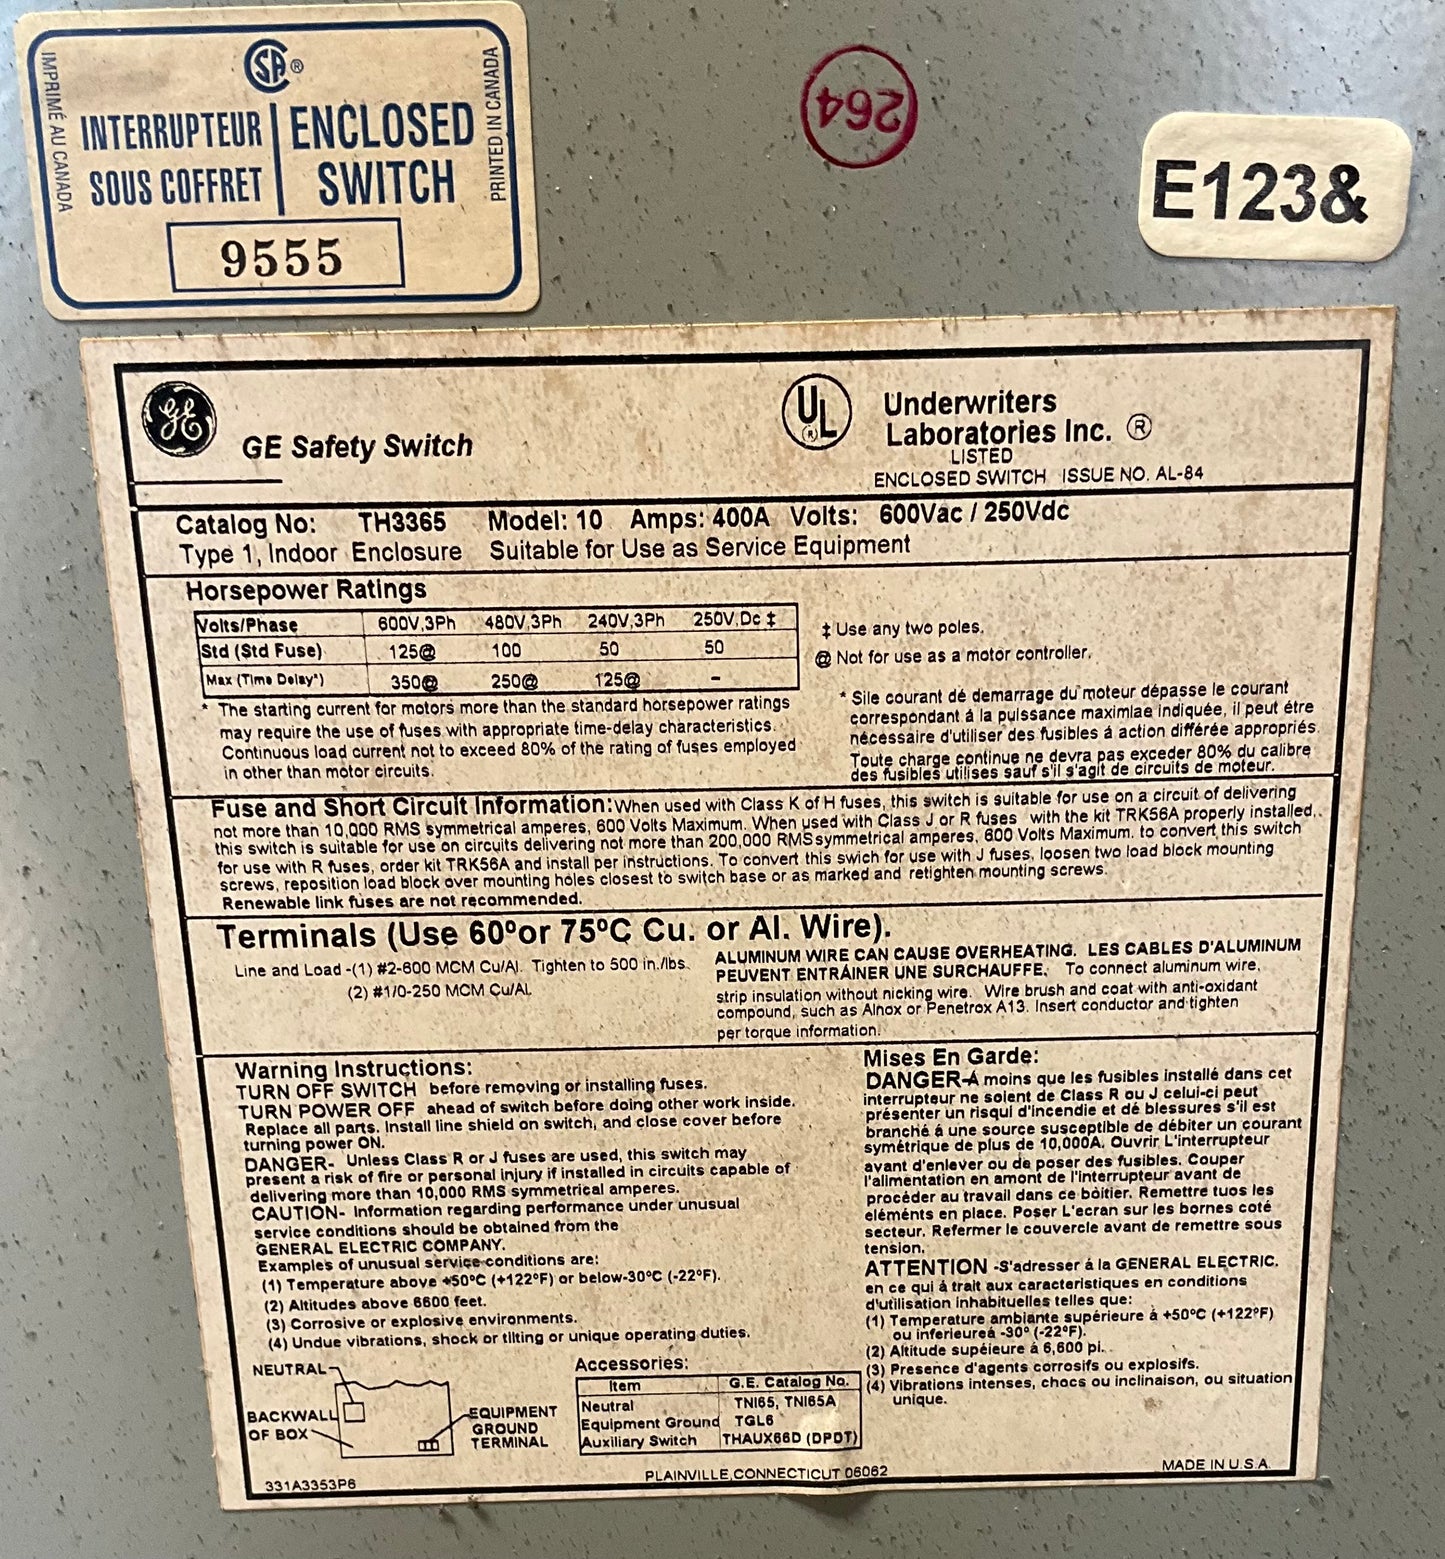 IMPRIMÉ AU CANADA
CSA ®
INTERRUPTEUR SOUS COFFRET
ENCLOSED SWITCH
PRINTED IN CANADA
9555
264
E123&
GE
GE Safety Switch
UL ®
Underwriters
Laboratories Inc. ®
LISTED
ENCLOSED SWITCH ISSUE NO. AL-84
Catalog No: TH3365 Model: 10 Amps: 400A Volts: 600Vac / 250Vdc
Type 1, Indoor Enclosure Suitable for Use as Service Equipment
Horsepower Ratings
Volts/Phase 600V,3Ph 480V,3Ph 240V,3Ph 250V,Dc ‡
Std (Std Fuse) 125@ 100 50 50
Max (Time Delay*) 350@ 250@ 125@ -
‡ Use any two poles.
@ Not for use as a motor controller.
* The starting current for motors more than the standard horsepower ratings
may require the use of fuses with appropriate time-delay characteristics.
Continuous load current not to exceed 80% of the rating of fuses employed
in other than motor circuits.
* Sile courant dé demarrage du moteur dépasse le courant
correspondant á la puissance maximlae indiquée, il peut étre
nécessaire d'utiliser des fusibles á action différée appropriés.
Toute charge continue ne devra pas exceder 80% du calibre
des fusibles utilises sauf s'il s'agit de circuits de moteur.
Fuse and Short Circuit Information: When used with Class K of H fuses, this switch is suitable for use on a circuit of delivering
not more than 10,000 RMS symmetrical amperes, 600 Volts Maximum. When used with Class J or R fuses with the kit TRK56A properly installed,.
this switch is suitable for use on circuits delivering not more than 200,000 RMS symmetrical amperes, 600 Volts Maximum. to convert this switch
for use with R fuses, order kit TRK56A and install per instructions. To convert this swich for use with J fuses, loosen two load block mounting
screws, reposition load block over mounting holes closest to switch base or as marked and retighten mounting screws.
Renewable link fuses are not recommended.
Terminals (Use 60ºor 75ºC Cu. or Al. Wire).
Line and Load -(1) #2-600 MCM Cu/Al. Tighten to 500 in./lbs.
(2) #1/0-250 MCM Cu/Al.
ALUMINUM WIRE CAN CAUSE OVERHEATING. LES CABLES D'ALUMINUM
PEUVENT ENTRÁINER UNE SURCHAUFFE. To connect aluminum wire,
strip insulation without nicking wire. Wire brush and coat with anti-oxidant
compound, such as Alnox or Penetrox A13. Insert conductor and tighten
per torque information.
Warning Instructions:
TURN OFF SWITCH before removing or installing fuses.
TURN POWER OFF ahead of switch before doing other work inside.
Replace all parts. Install line shield on switch, and close cover before
turning power ON.
DANGER- Unless Class R or J fuses are used, this switch may
present a risk of fire or personal injury if installed in circuits capable of
delivering more than 10,000 RMS symmetrical amperes.
CAUTION- Information regarding performance under unusual
service conditions should be obtained from the
GENERAL ELECTRIC COMPANY.
Examples of unusual service conditions are:
(1) Temperature above +50ºC (+122ºF) or below-30ºC (-22ºF).
(2) Altitudes above 6600 feet.
(3) Corrosive or explosive environments.
(4) Undue vibrations, shock or tilting or unique operating duties.
Mises En Garde:
DANGER-Á moins que les fusibles installé dans cet
interrupteur ne soient de Class R ou J celui-ci peut
présenter un risqui d'incendie et dé blessures s'il est
branché á une source susceptible de débiter un courant
symétrique de plus de 10,000A. Ouvrir L'interrupteur
avant d'enlever ou de poser des fusibles. Couper
l'alimentation en amont de l'interrupteur avant de
procéder au travail dans ce bôitier. Remettre tuos les
eléménts en place. Poser L'ecran sur les bornes coté
secteur. Refermer le couvercle avant de remettre sous
tension.
ATTENTION -S'adresser á la GENERAL ELECTRIC.
en ce qui á trait aux caracteristiques en conditions
d'utilisation inhabituelles telles que:
(1) Temperature ambiante supérieure à +50ºC (+122ºF)
ou inferieureá -30º (-22ºF).
(2) Altitude supéieure á 6,600 pi.
(3) Presence d'agents corrosifs ou explosifs.
(4) Vibrations intenses, chocs ou inclinaison, ou situation
unique.
NEUTRAL
BACKWALL
OF BOX
EQUIPMENT
GROUND
TERMINAL
Accessories:
Item G.E. Catalog No.
Neutral TNI65, TNI65A
Equipment Ground TGL6
Auxiliary Switch THAUX66D (DPDT)
331A3353P6
PLAINVILLE,CONNECTICUT 06062
MADE IN U.S.A.